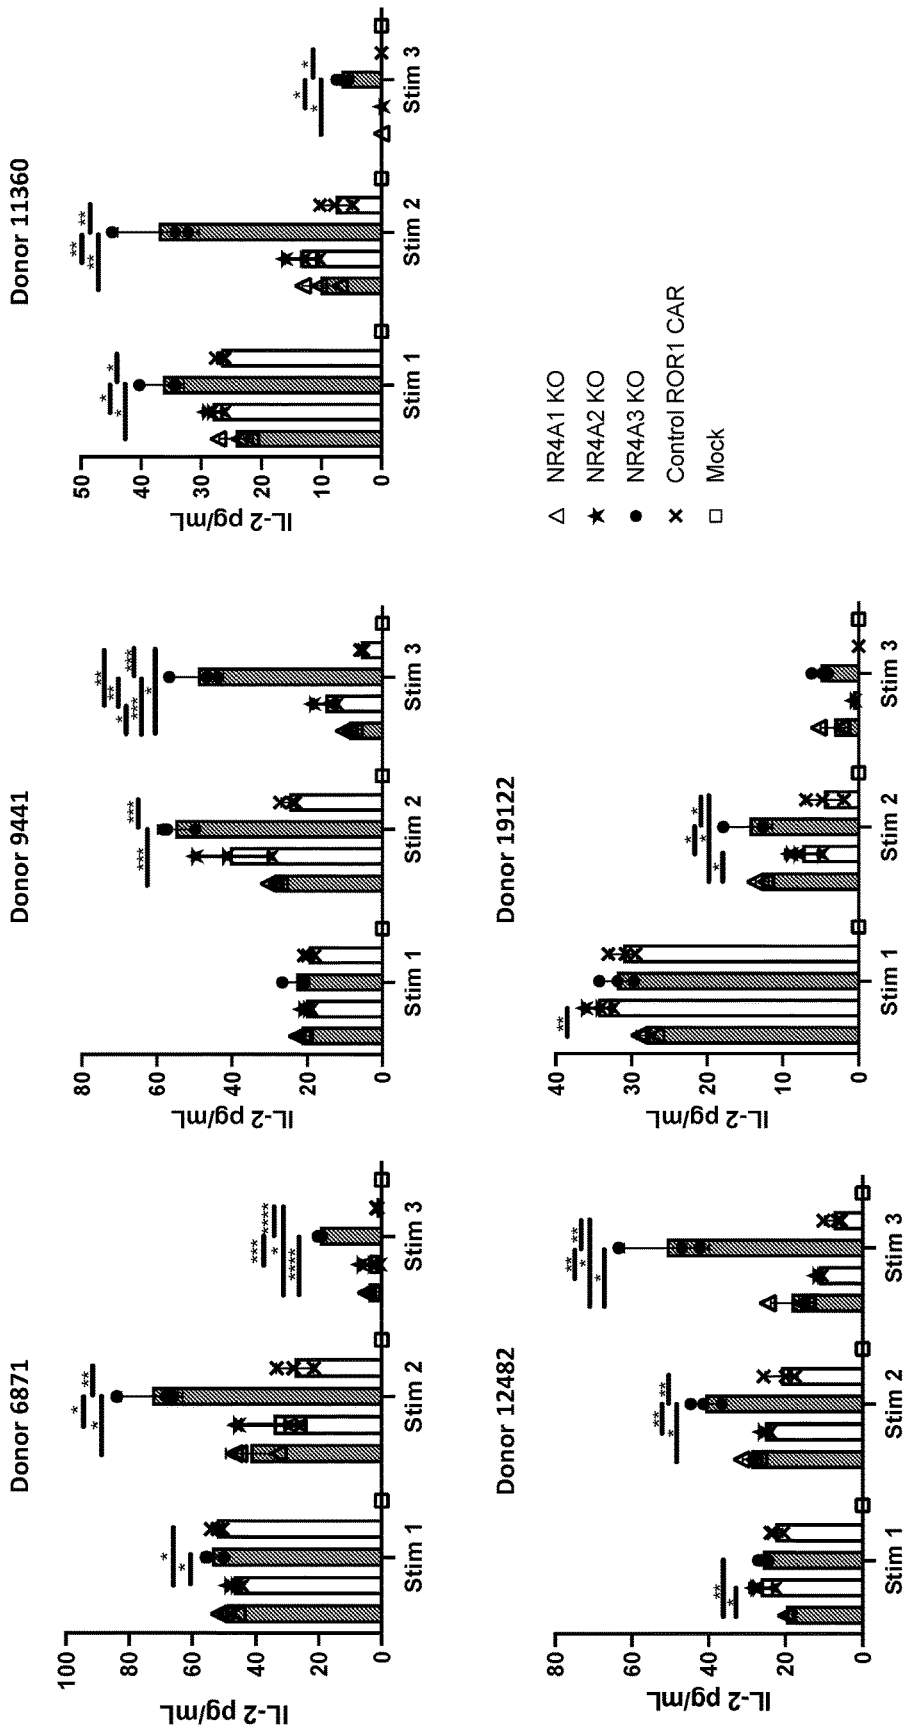 Donor 6871
IL-2 pg/mL
100
80
60
40
20
0
Stim 1
Stim 2
Stim 3
* *
* * **
*** * **** ****
Donor 9441
IL-2 pg/mL
80
60
40
20
0
Stim 1
Stim 2
Stim 3
*** ***
** ** * *** *** *
Donor 11360
IL-2 pg/mL
50
40
30
20
10
0
Stim 1
Stim 2
Stim 3
* * *
** ** **
* * *
Donor 12482
IL-2 pg/mL
80
60
40
20
0
Stim 1
Stim 2
Stim 3
** *
** * **
** * ** *
Donor 19122
IL-2 pg/mL
40
30
20
10
0
Stim 1
Stim 2
Stim 3
**
* * * *
NR4A1 KO
NR4A2 KO
NR4A3 KO
Control ROR1 CAR
Mock